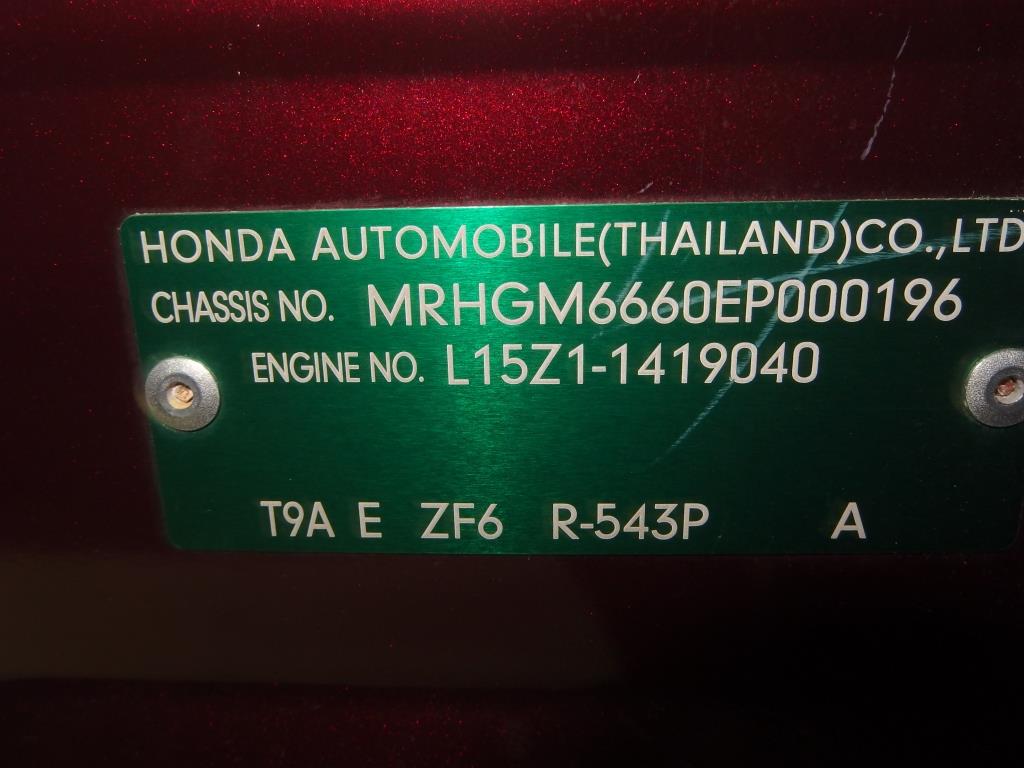 HONDA AUTOMOBILE(THAILAND)CO.,LTD
CHASSIS NO. MRHGM6660EP000196
ENGINE NO. L15Z1-1419040
T9A E ZF6 R-543P A